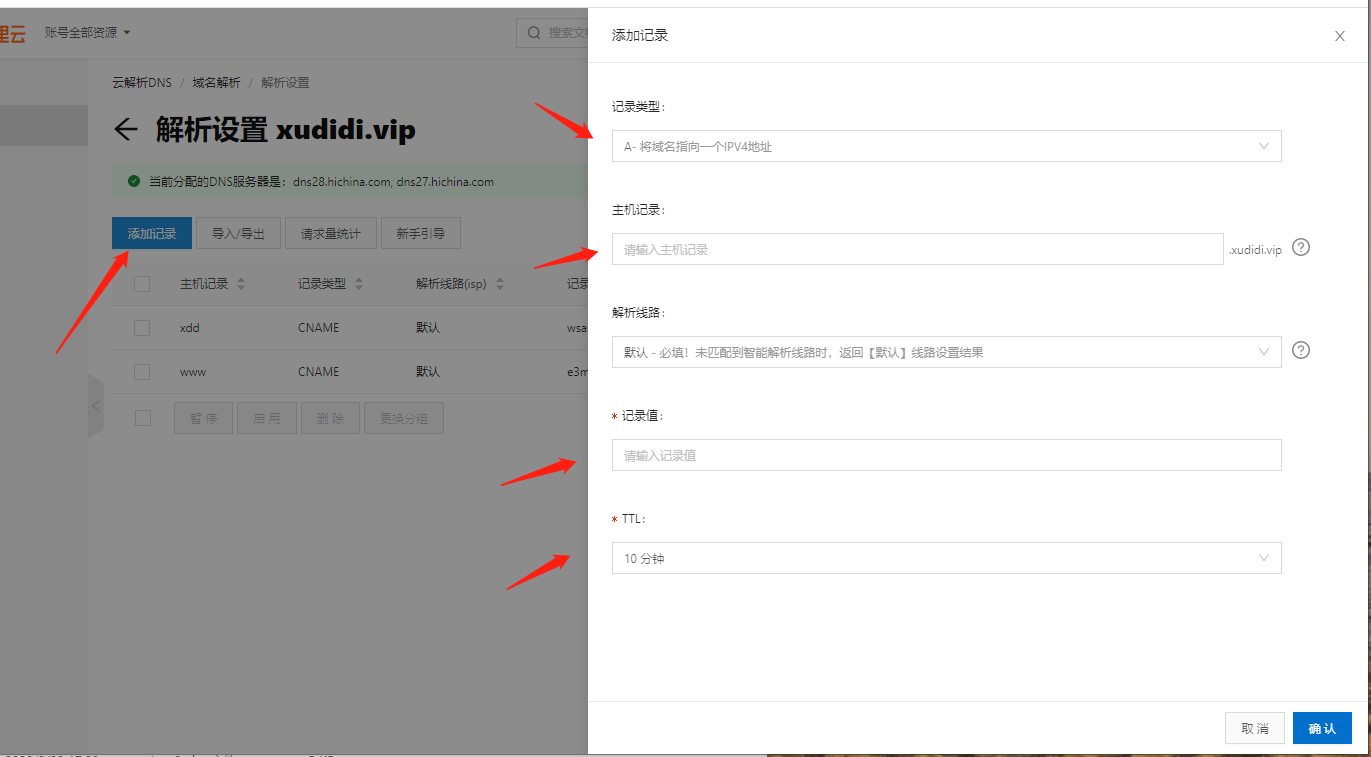 里云
账号全部资源
搜索文
云解析DNS / 域名解析 / 解析设置
解析设置 xudidi.vip
当前分配的DNS服务器是：dns28.hichina.com, dns27.hichina.com
添加记录 导入/导出 请求量统计 新手引导
主机记录 记录类型 解析线路(isp) 记录
xdd CNAME 默认 wsa
www CNAME 默认 e3m
暂 停 启 用 删 除 更换分组
添加记录
记录类型：
A- 将域名指向一个IPV4地址
主机记录：
请输入主机记录 .xudidi.vip
解析线路：
默认 - 必填！未匹配到智能解析线路时，返回【默认】线路设置结果
* 记录值：
请输入记录值
* TTL：
10 分钟
取 消 确 认